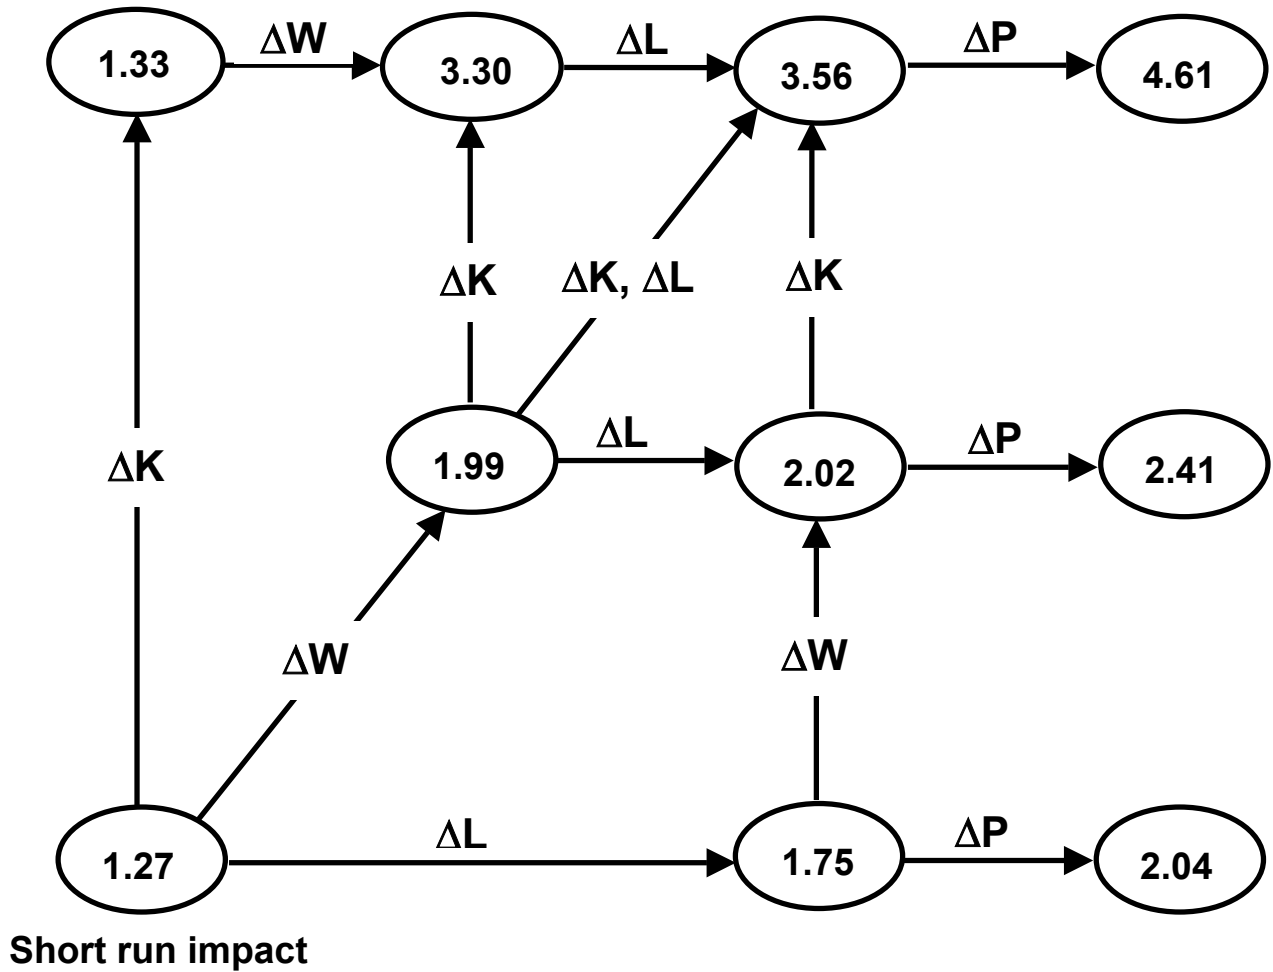 ΔW
ΔL
ΔP
1.33
3.30
3.56
4.61
ΔK
ΔK, ΔL
ΔK
ΔL
ΔP
ΔK
1.99
2.02
2.41
ΔW
ΔW
ΔL
ΔP
1.27
1.75
2.04
Short run impact